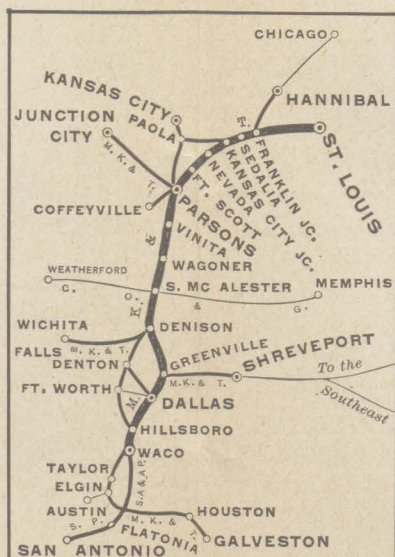 CHICAGO
HANNIBAL
KANSAS CITY
JUNCTION
CITY
PAOLA
T.
ST. LOUIS
FRANKLIN JC.
SEDALIA
KANSAS CITY JC.
NEVADA
FT. SCOTT
M. K. & T.
PARSONS
COFFEYVILLE
&
VINITA
WAGONER
WEATHERFORD
C. O. & G.
S. MC ALESTER
MEMPHIS
K.
WICHITA
FALLS
M. K. & T.
DENISON
DENTON
GREENVILLE
SHREVEPORT
M. K. & T.
To the
Southeast
FT. WORTH
M.
DALLAS
HILLSBORO
WACO
S. A & A.P.
TAYLOR
ELGIN
AUSTIN
HOUSTON
S. P.
M. K. & T.
FLATONIA
GALVESTON
SAN ANTONIO